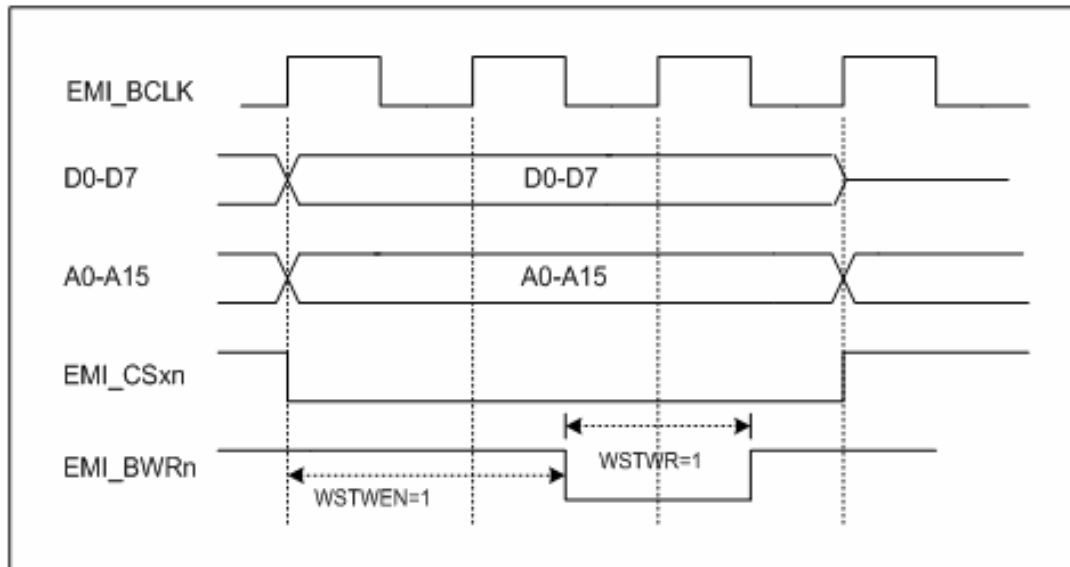 EMI_BCLK
D0-D7 D0-D7
A0-A15 A0-A15
EMI_CSxn
EMI_BWRn WSTWR=1
WSTWEN=1